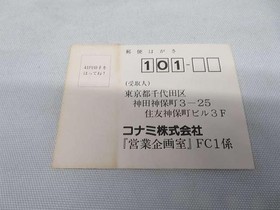 郵便はがき
101-□□
(受取人)
東京都千代田区
神田神保町3-25
住友神保町ビル3F
コナミ株式会社
『営業企画室』FC1係